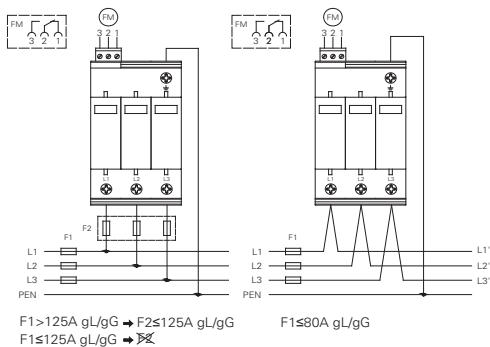 FM
3 2 1
FM
3 2 1
L1 L2 L3
F2
F1
L1
L2
L3
PEN
F1>125A gL/gG ➡ F2≤125A gL/gG
F1≤125A gL/gG ➡ F2
FM
3 2 1
FM
3 2 1
L1 L2 L3
F1
L1 L1'
L2 L2'
L3 L3'
PEN
F1≤80A gL/gG